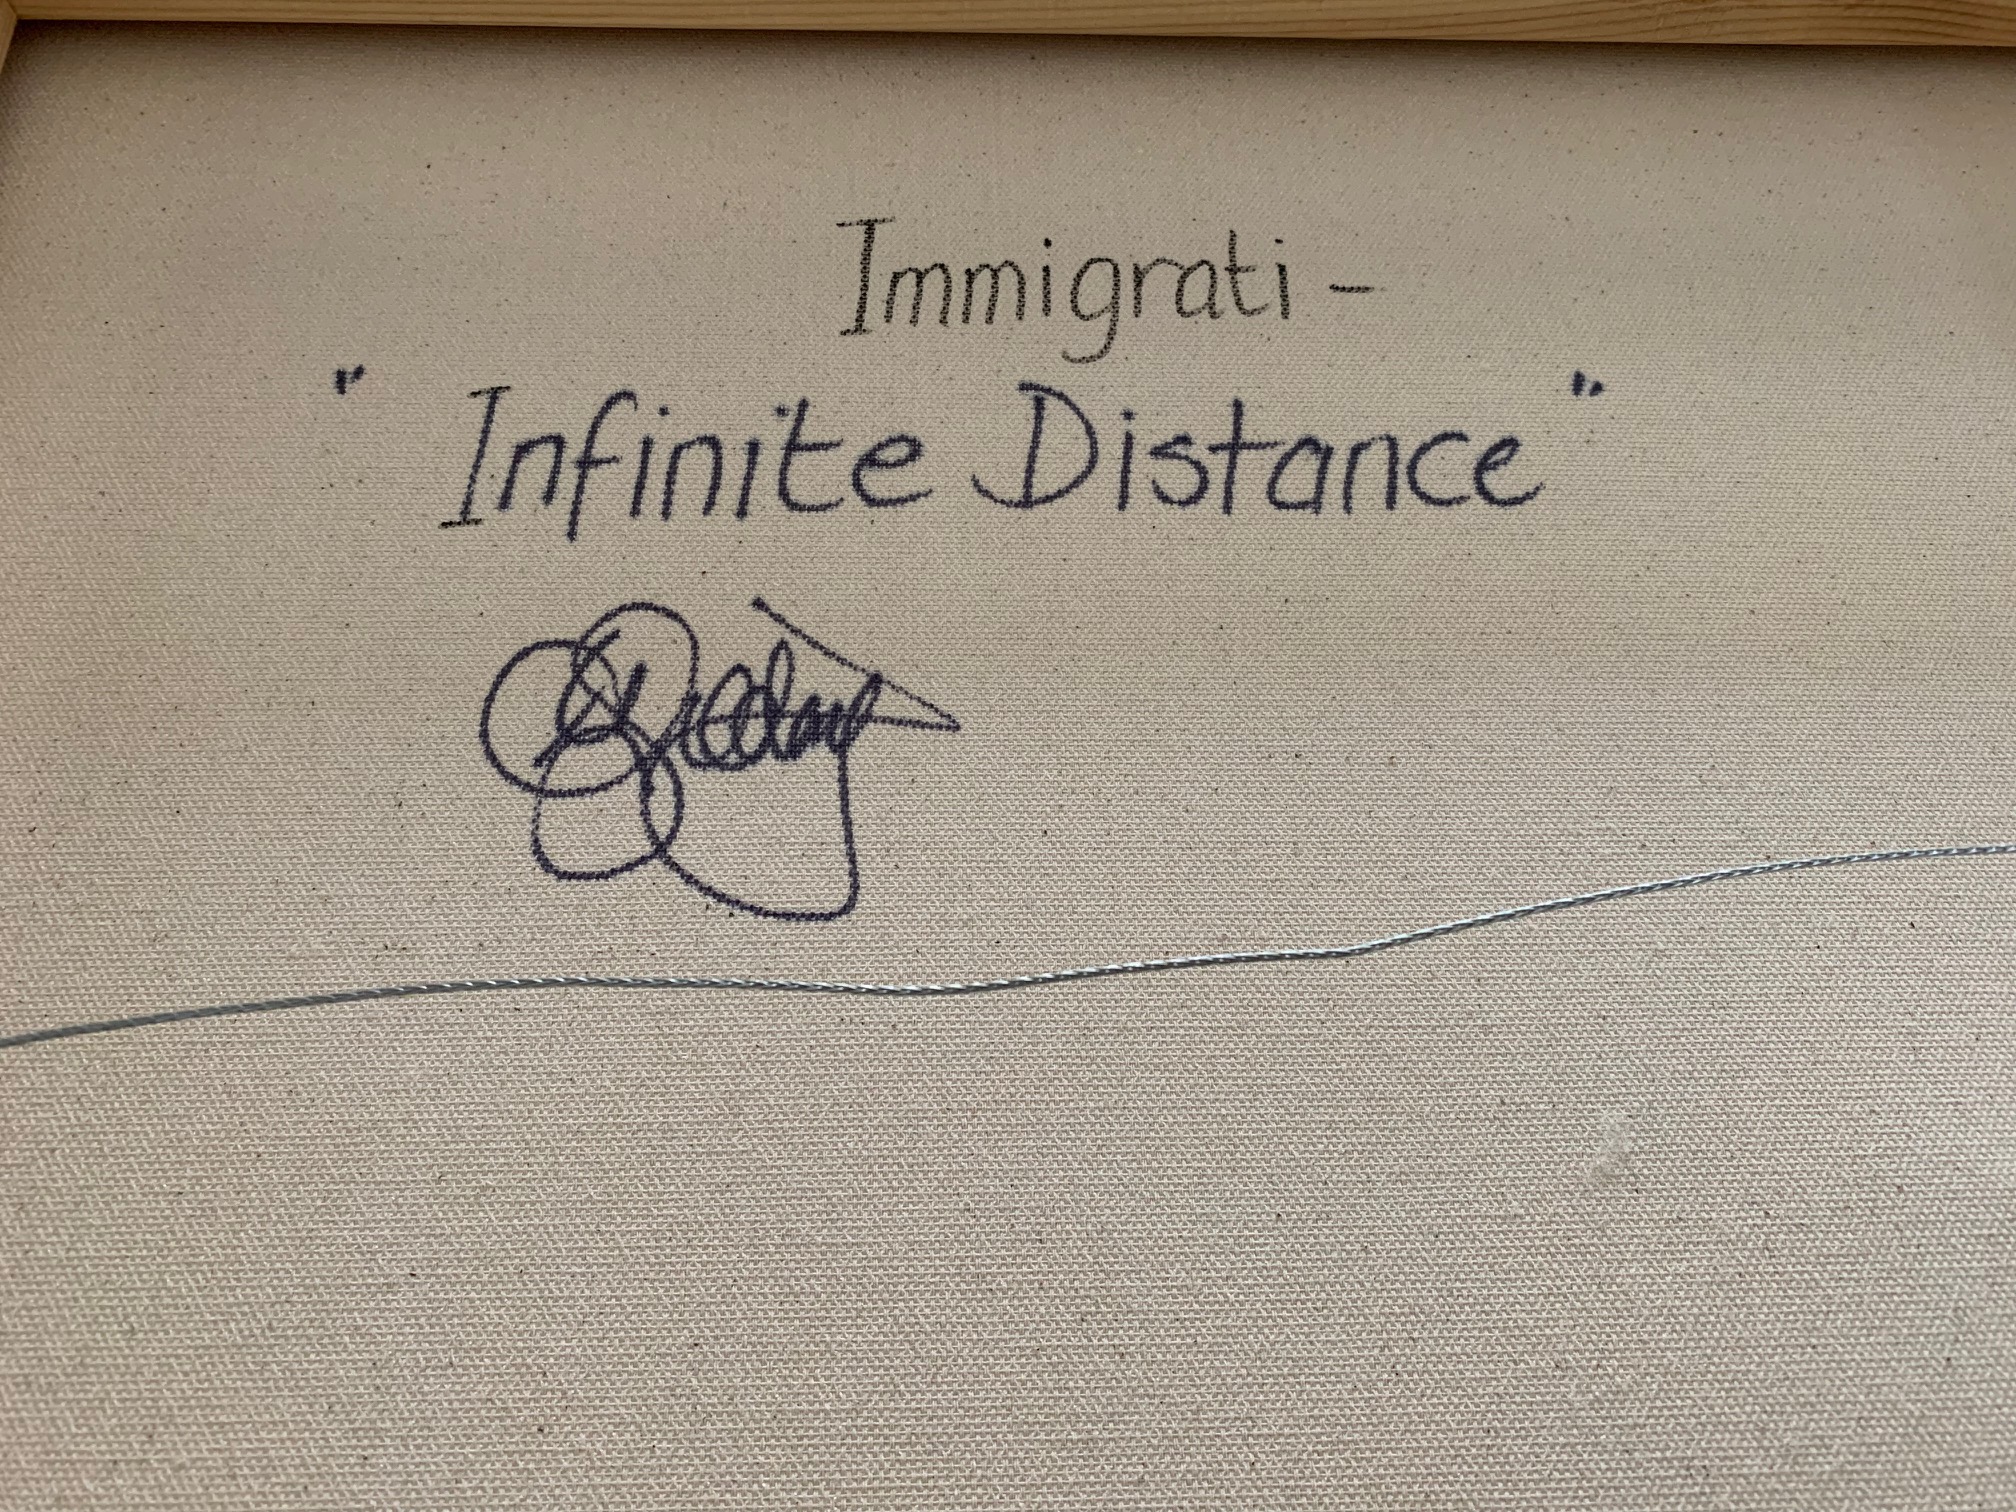 Immigrati -
" Infinite Distance "